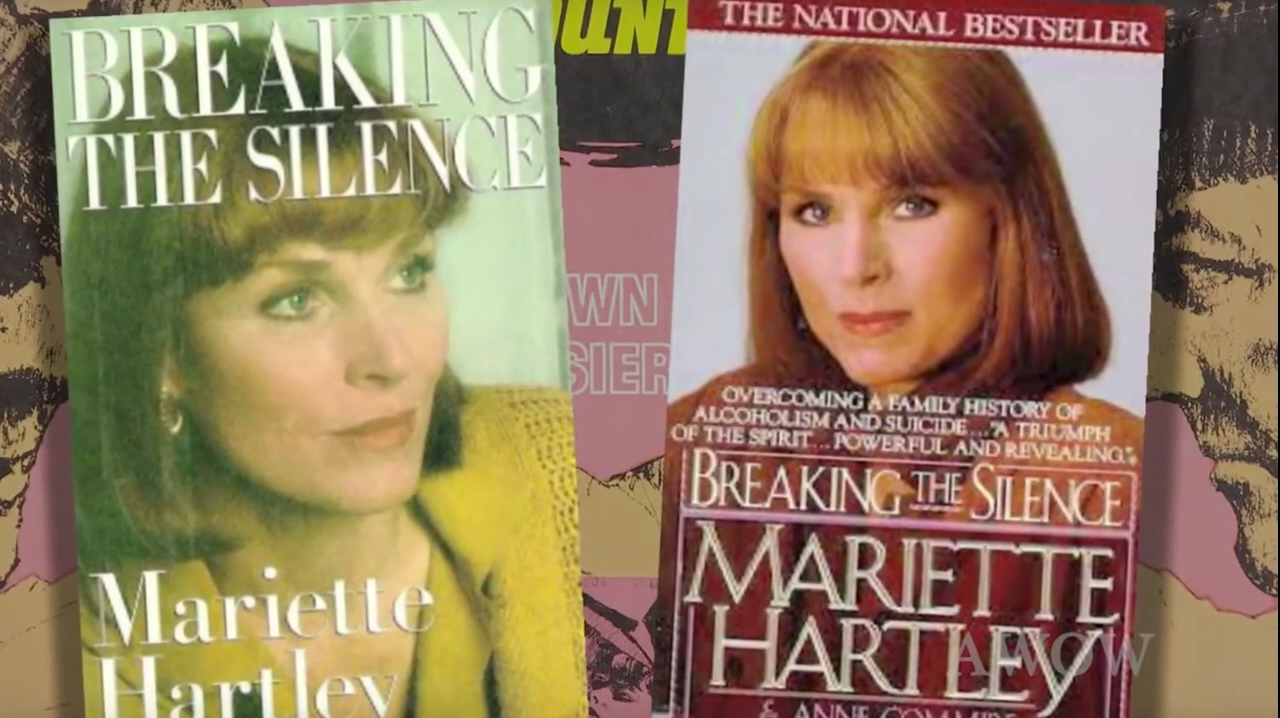 BREAKING
THE SILENCE
Mariette
Hartley
THE NATIONAL BESTSELLER
OVERCOMING A FAMILY HISTORY OF
ALCOHOLISM AND SUICIDE..."A TRIUMPH
OF THE SPIRIT...POWERFUL AND REVEALING."
BREAKING THE SILENCE
MARIETTE
HARTLEY
& ANNE
AWOW
WN
SIER